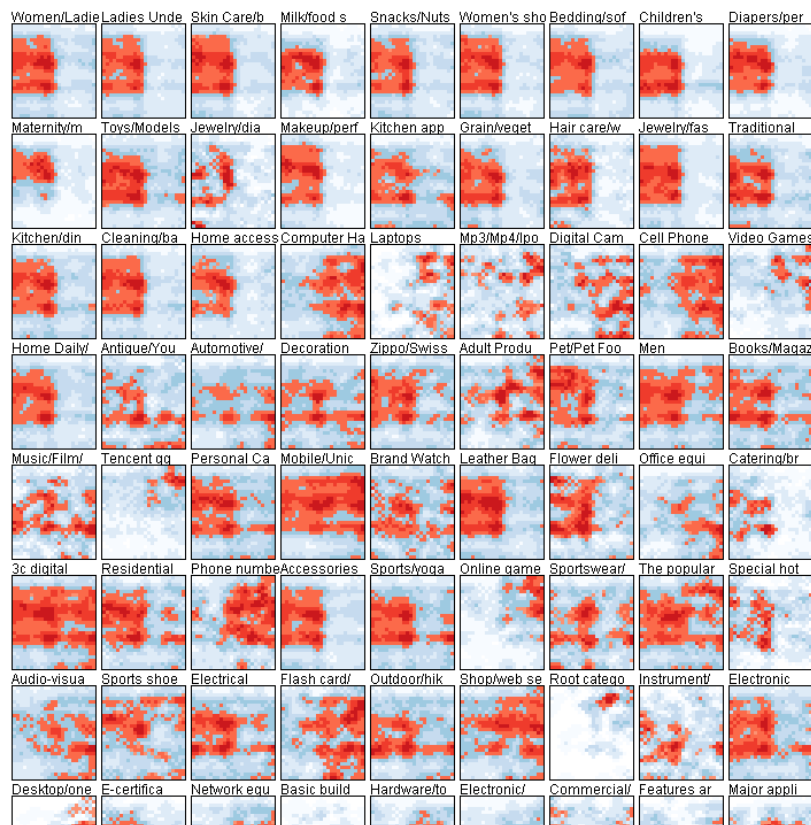 Women/Ladie Ladies Unde Skin Care/b Milk/food s Snacks/Nuts Women's sho Bedding/sof Children's Diapers/per
Maternity/m Toys/Models Jewelry/dia Makeup/perf Kitchen app Grain/veget Hair care/w Jewelry/fas Traditional
Kitchen/din Cleaning/ba Home access Computer Ha Laptops Mp3/Mp4/Ipo Digital Cam Cell Phone Video Games
Home Daily/ Antique/You Automotive/ Decoration Zippo/Swiss Adult Produ Pet/Pet Foo Men Books/Magaz
Music/Film/ Tencent qq Personal Ca Mobile/Unic Brand Watch Leather Bag Flower deli Office equi Catering/br
3c digital Residential Phone numbe Accessories Sports/yoga Online game Sportswear/ The popular Special hot
Audio-visua Sports shoe Electrical Flash card/ Outdoor/hik Shop/web se Root catego Instrument/ Electronic
Desktop/one E-certifica Network equ Basic build Hardware/to Electronic/ Commercial/ Features ar Major appli